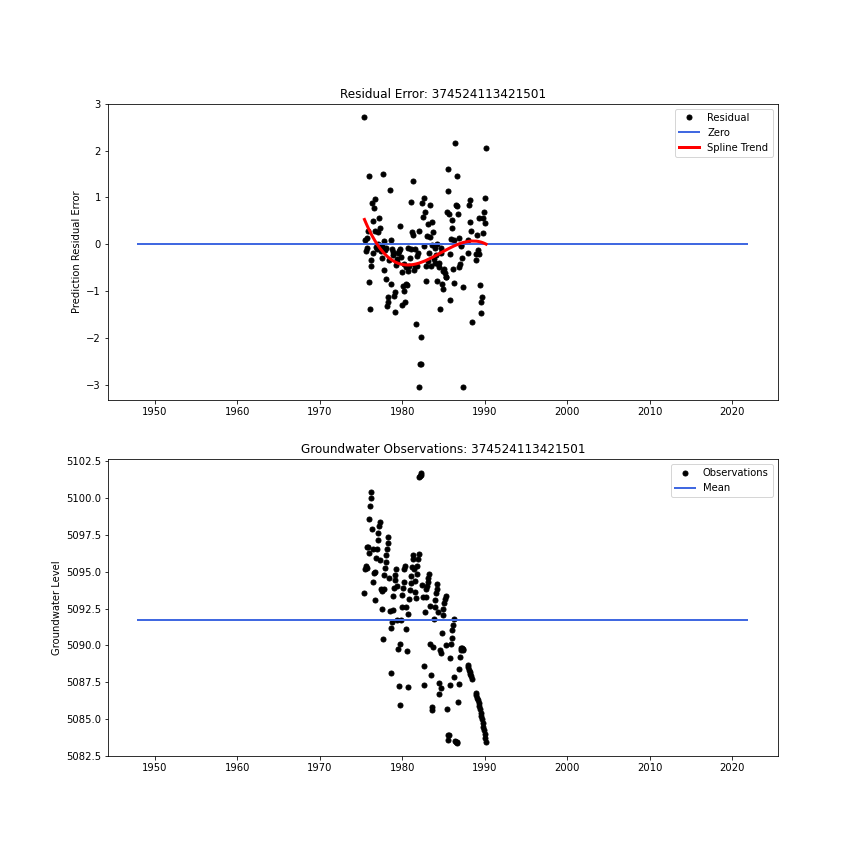 Residual Error: 374524113421501
Prediction Residual Error
3
2
1
0
−1
−2
−3
Residual
Zero
Spline Trend
1950 1960 1970 1980 1990 2000 2010 2020
Groundwater Observations: 374524113421501
Groundwater Level
5102.5
5100.0
5097.5
5095.0
5092.5
5090.0
5087.5
5085.0
5082.5
Observations
Mean
1950 1960 1970 1980 1990 2000 2010 2020